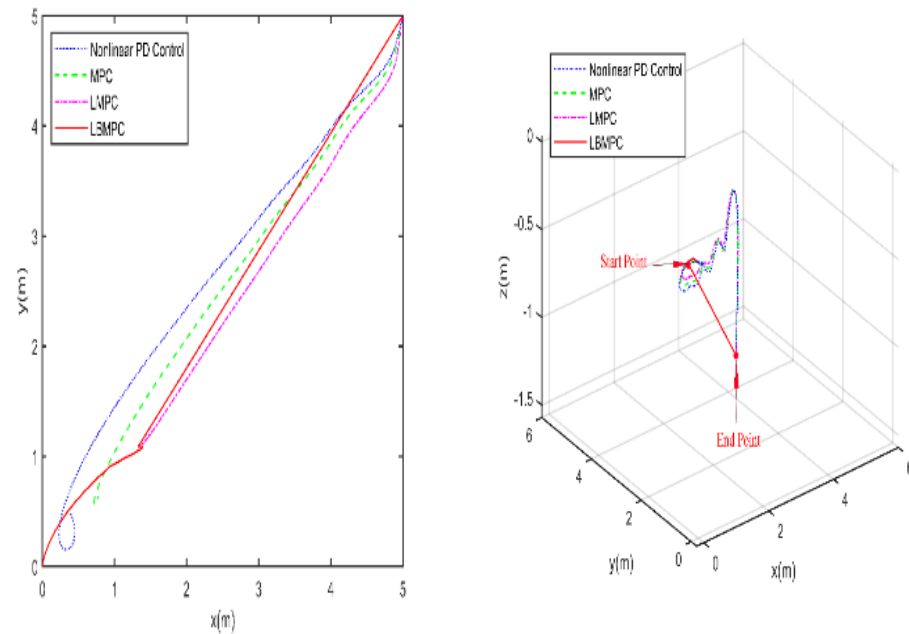 Nonlinear PD Control
MPC
LMPC
LBMPC
5
4
3
2
1
0
y(m)
0
1
2
3
4
5
x(m)
Nonlinear PD Control
MPC
LMPC
LBMPC
0
-0.5
-1
-1.5
z(m)
Start Point
End Point
6
4
2
0
y(m)
0
2
4
6
x(m)